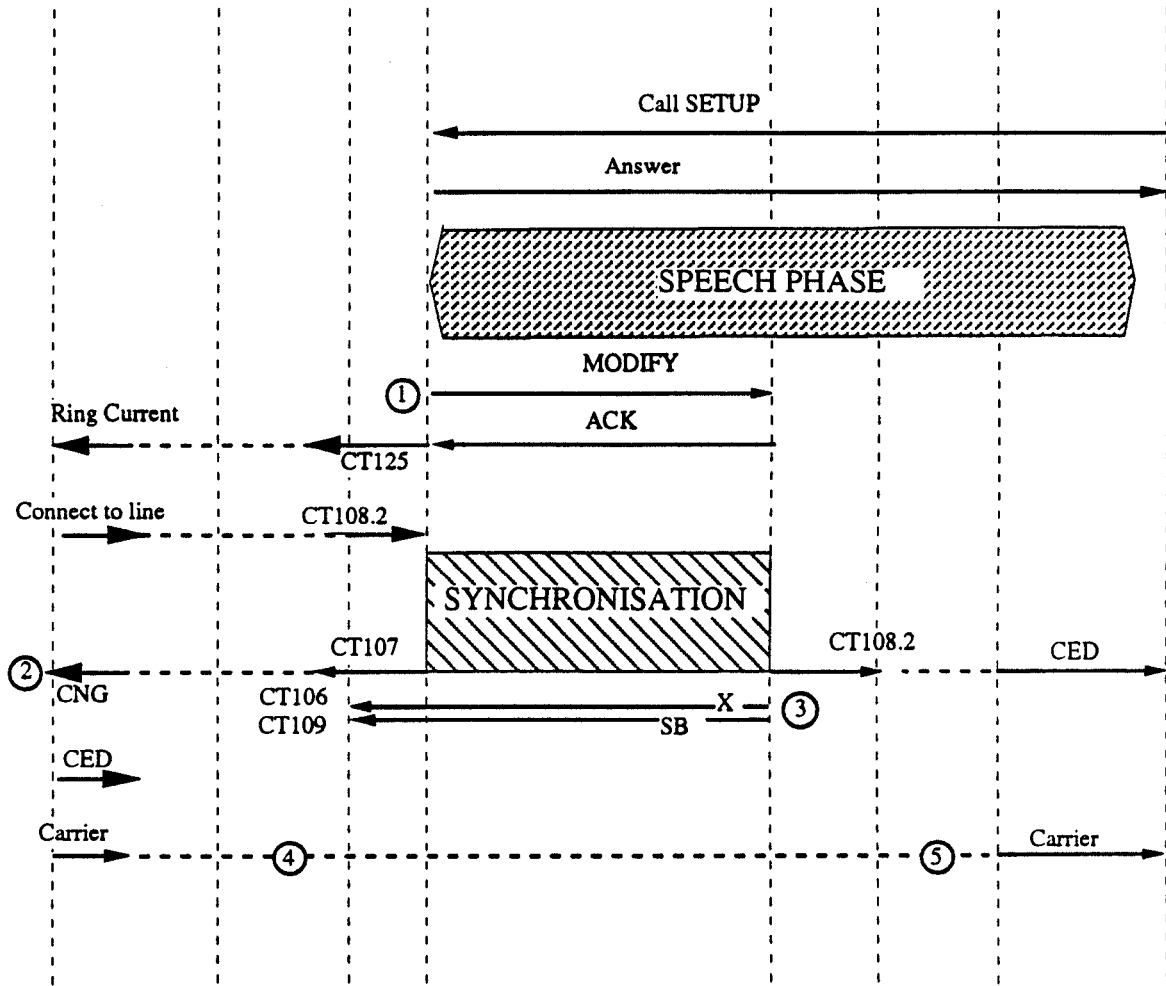 Call SETUP
Answer
SPEECH PHASE
MODIFY
1
Ring Current
ACK
CT125
Connect to line
CT108.2
SYNCHRONISATION
CT107
CT108.2
2
CED
CNG
CT106
X
3
CT109
SB
CED
Carrier
4
5
Carrier